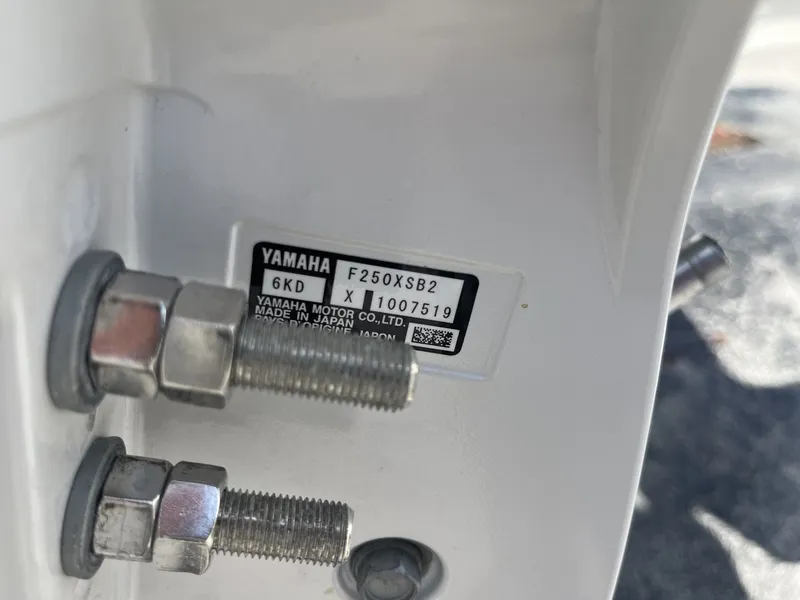 YAMAHA F250XSB2
6KD X 1007519
YAMAHA MOTOR CO.,LTD.
MADE IN JAPAN
PAYS D'ORIGINE JAPON